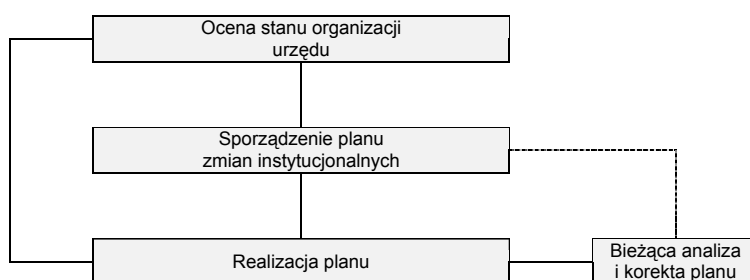 Ocena stanu organizacji
urzędu
Sporządzenie planu
zmian instytucjonalnych
Realizacja planu
Bieżąca analiza
i korekta planu